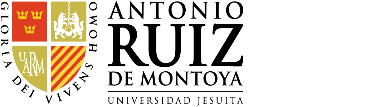 GLORIA DEI VIVENS HOMO
UARM
ANTONIO
RUIZ
DE MONTOYA
UNIVERSIDAD JESUITA